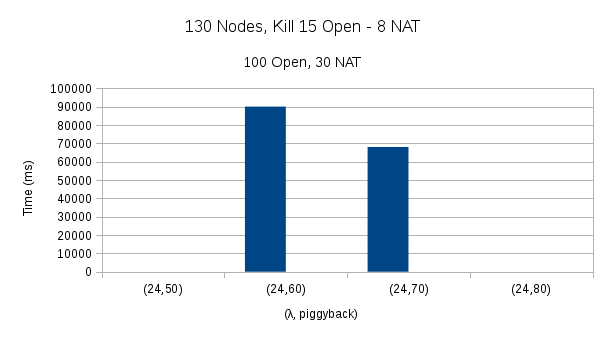 130 Nodes, Kill 15 Open - 8 NAT
100 Open, 30 NAT
100000
90000
80000
70000
60000
50000
40000
30000
20000
10000
0
Time (ms)
(24,50) (24,60) (24,70) (24,80)
(λ, piggyback)